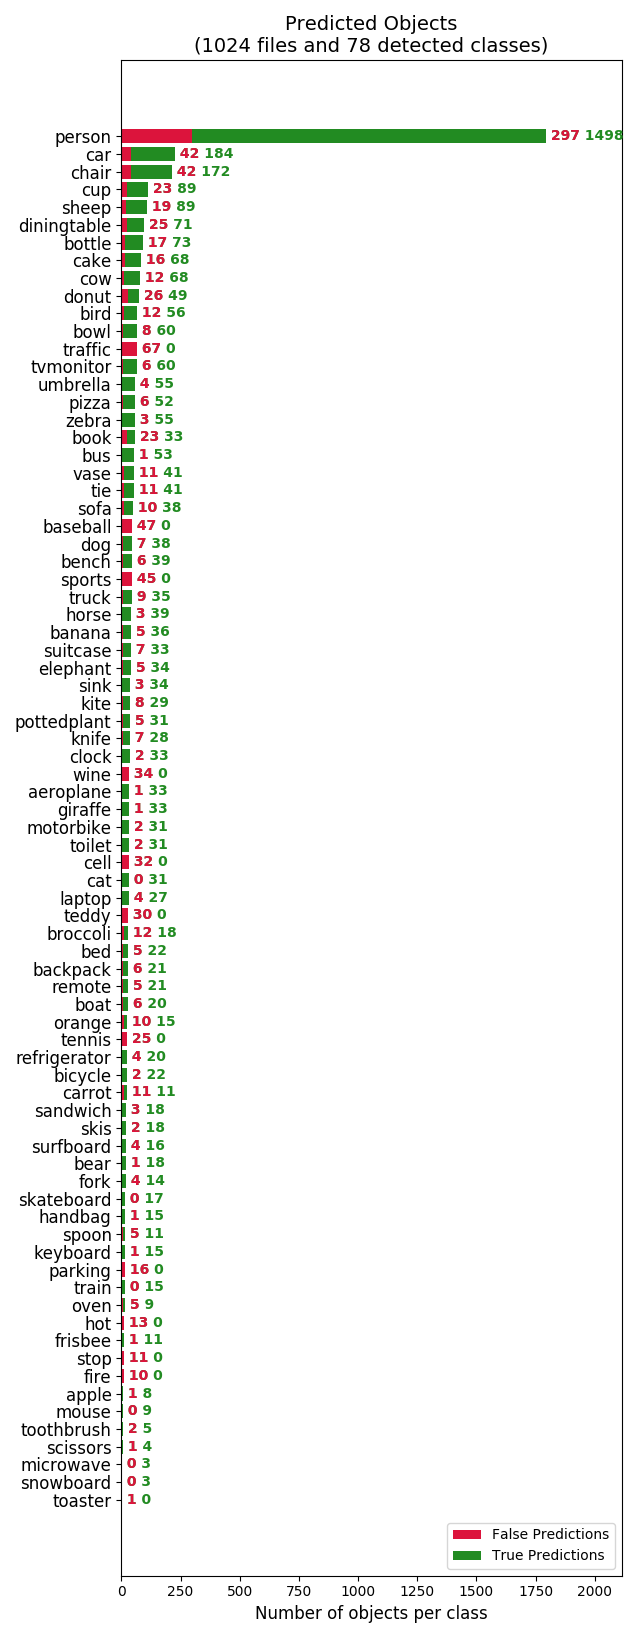 Predicted Objects
(1024 files and 78 detected classes)
person 297 1498
car 42 184
chair 42 172
cup 23 89
sheep 19 89
diningtable 25 71
bottle 17 73
cake 16 68
cow 12 68
donut 26 49
bird 12 56
bowl 8 60
traffic 67 0
tvmonitor 6 60
umbrella 4 55
pizza 6 52
zebra 3 55
book 23 33
bus 1 53
vase 11 41
tie 11 41
sofa 10 38
baseball 47 0
dog 7 38
bench 6 39
sports 45 0
truck 9 35
horse 3 39
banana 5 36
suitcase 7 33
elephant 5 34
sink 3 34
kite 8 29
pottedplant 5 31
knife 7 28
clock 2 33
wine 34 0
aeroplane 1 33
giraffe 1 33
motorbike 2 31
toilet 2 31
cell 32 0
cat 0 31
laptop 4 27
teddy 30 0
broccoli 12 18
bed 5 22
backpack 6 21
remote 5 21
boat 6 20
orange 10 15
tennis 25 0
refrigerator 4 20
bicycle 2 22
carrot 11 11
sandwich 3 18
skis 2 18
surfboard 4 16
bear 1 18
fork 4 14
skateboard 0 17
handbag 1 15
spoon 5 11
keyboard 1 15
parking 16 0
train 0 15
oven 5 9
hot 13 0
frisbee 1 11
stop 11 0
fire 10 0
apple 1 8
mouse 0 9
toothbrush 2 5
scissors 1 4
microwave 0 3
snowboard 0 3
toaster 1 0
False Predictions
True Predictions
0 250 500 750 1000 1250 1500 1750 2000
Number of objects per class